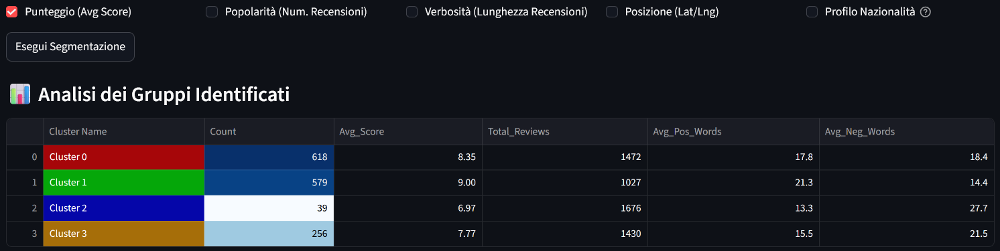 Punteggio (Avg Score) Popolarità (Num. Recensioni) Verbosità (Lunghezza Recensioni) Posizione (Lat/Lng) Profilo Nazionalità ?
Esegui Segmentazione
Analisi dei Gruppi Identificati
Cluster Name Count Avg_Score Total_Reviews Avg_Pos_Words Avg_Neg_Words
0 Cluster 0 618 8.35 1472 17.8 18.4
1 Cluster 1 579 9.00 1027 21.3 14.4
2 Cluster 2 39 6.97 1676 13.3 27.7
3 Cluster 3 256 7.77 1430 15.5 21.5